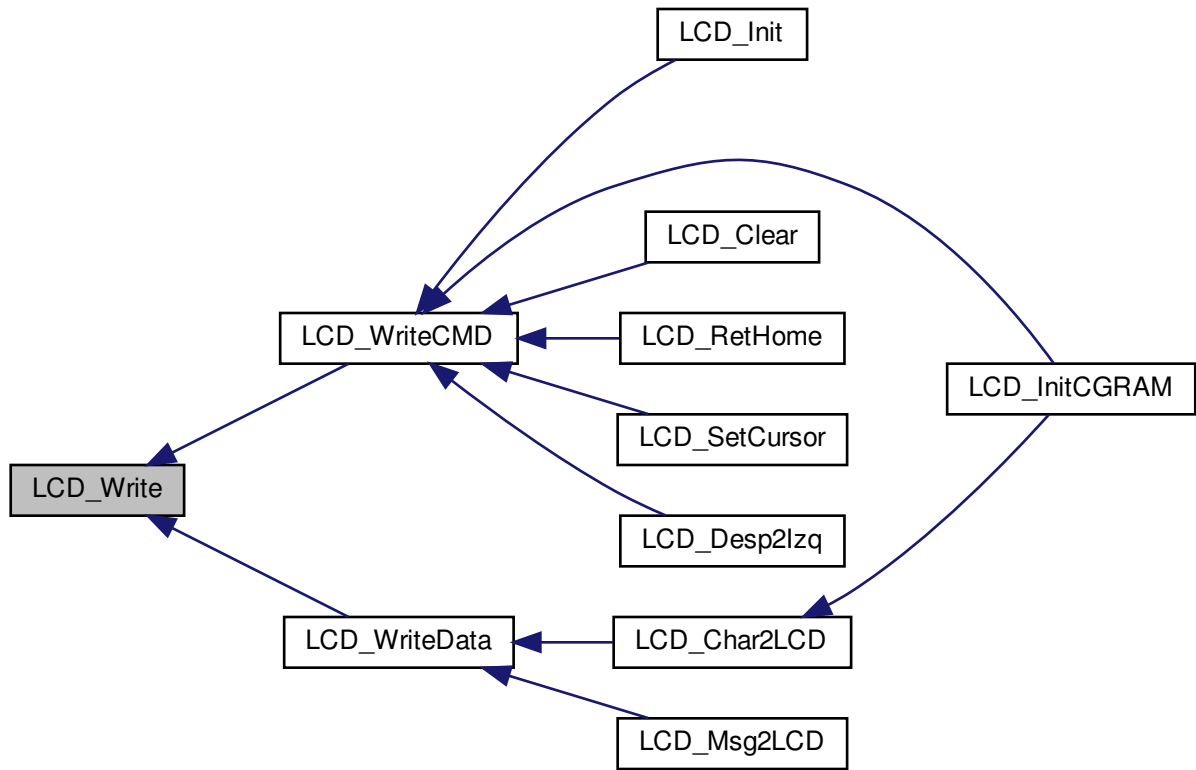 LCD_Init
LCD_Clear
LCD_WriteCMD
LCD_RetHome
LCD_InitCGRAM
LCD_SetCursor
LCD_Write
LCD_Desp2Izq
LCD_WriteData
LCD_Char2LCD
LCD_Msg2LCD